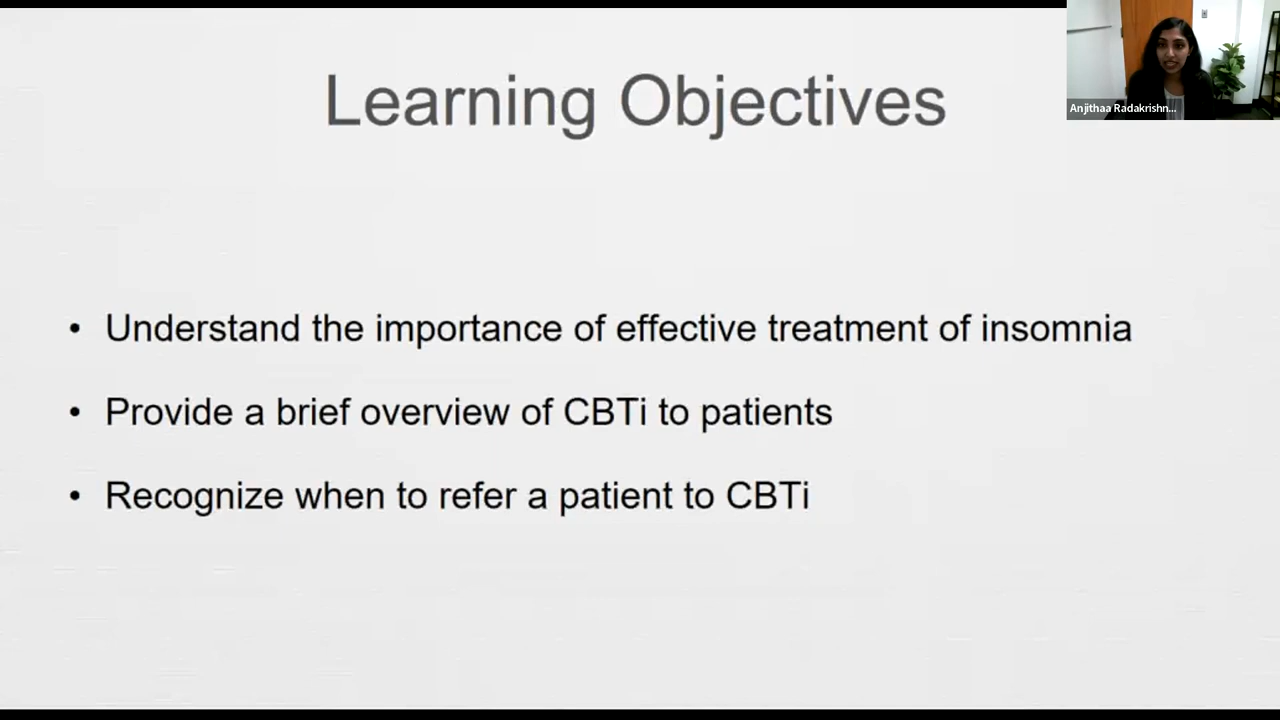 Learning Objectives
Anjithaa Radakrishn...
• Understand the importance of effective treatment of insomnia
• Provide a brief overview of CBTi to patients
• Recognize when to refer a patient to CBTi